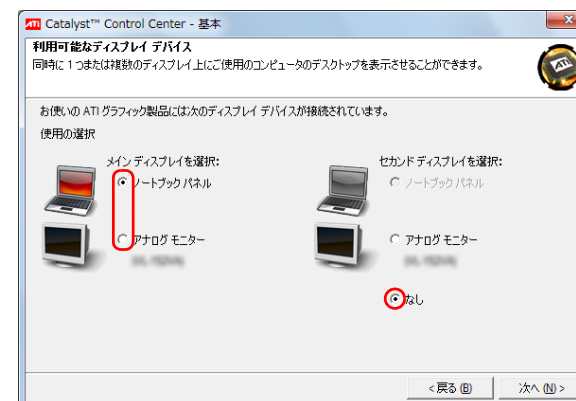 ATI Catalyst™ Control Center - 基本
利用可能なディスプレイ デバイス
同時に 1 つまたは複数のディスプレイ上にご使用のコンピュータのデスクトップを表示させることができます。
ATI
お使いの ATI グラフィック製品には次のディスプレイ デバイスが接続されています。
使用の選択
メイン ディスプレイを選択:
ノートブック パネル
アナログ モニター
セカンド ディスプレイを選択:
ノートブック パネル
アナログ モニター
なし
< 戻る (B)
次へ (N) >